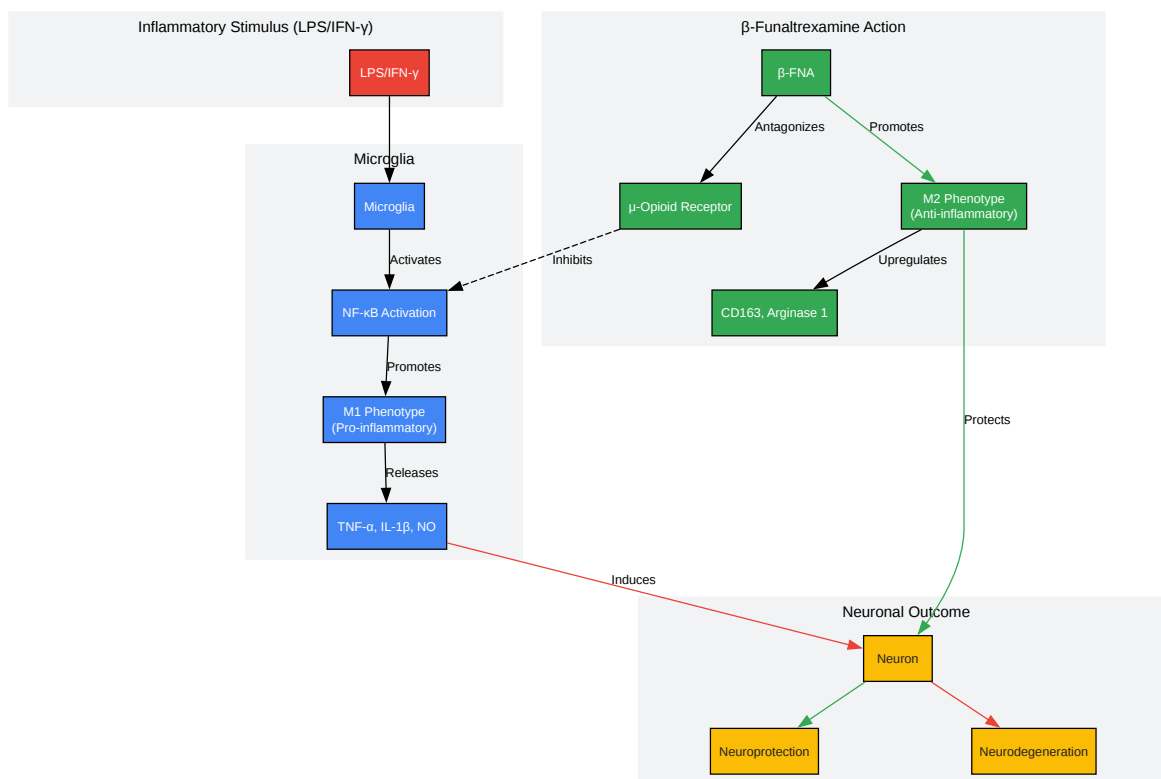 Inflammatory Stimulus (LPS/IFN-γ)
β-Funaltrexamine Action
LPS/IFN-γ
β-FNA
Antagonizes
Promotes
Microglia
Microglia
μ-Opioid Receptor
M2 Phenotype
(Anti-inflammatory)
Activates
Inhibits
Upregulates
NF-κB Activation
CD163, Arginase 1
Promotes
M1 Phenotype
(Pro-inflammatory)
Protects
Releases
TNF-α, IL-1β, NO
Induces
Neuronal Outcome
Neuron
Neuroprotection
Neurodegeneration